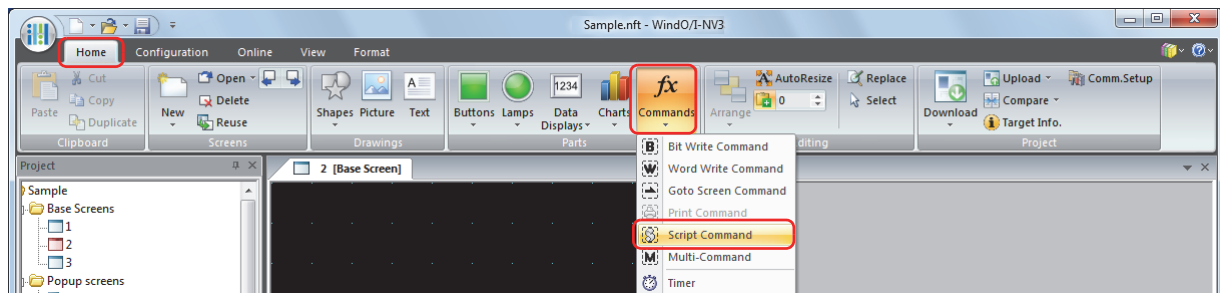 Sample.nft - WindO/I-NV3
Home Configuration Online View Format
Cut
Copy
Duplicate
Paste
Clipboard
New
Open
Delete
Reuse
Screens
Shapes Picture Text
Drawings
Buttons Lamps Data Displays Charts Commands
1234
fx
A
Parts
Arrange
AutoResize
0
Replace
Select
diting
Download
Upload
Compare
Target Info.
Comm.Setup
Project
Project
Sample
Base Screens
1
2
3
Popup screens
2 [Base Screen]
B Bit Write Command
W Word Write Command
Goto Screen Command
Print Command
S Script Command
M Multi-Command
Timer